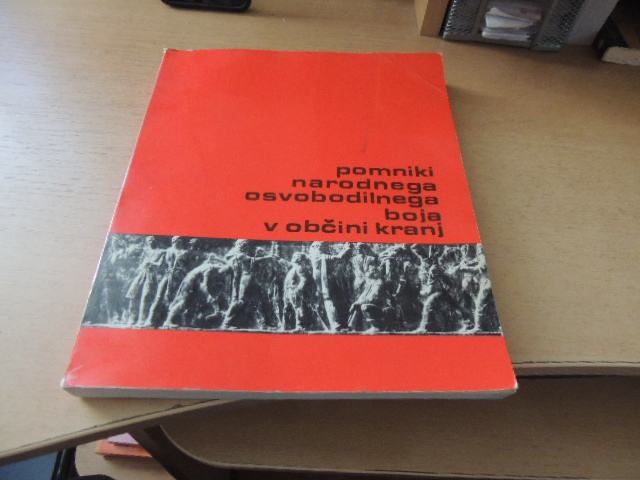 pomniki
narodnega
osvobodilnega
boja
v občini kranj